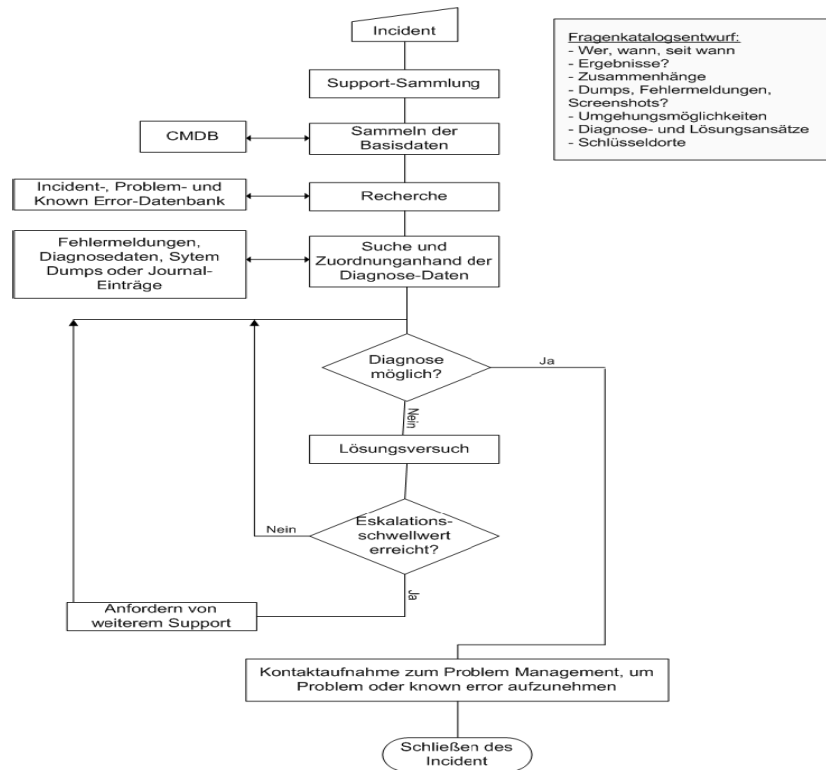 Incident
Fragenkatalogsentwurf:
- Wer, wann, seit wann
- Ergebnisse?
- Zusammenhänge
- Dumps, Fehlermeldungen,
Screenshots?
- Umgehungsmöglichkeiten
- Diagnose- und Lösungsansätze
- Schlüsseldorte
Support-Sammlung
CMDB
Sammeln der
Basisdaten
Incident-, Problem- und
Known Error-Datenbank
Recherche
Fehlermeldungen,
Diagnosedaten, Sytem
Dumps oder Journal-
Einträge
Suche und
Zuordnunganhand der
Diagnose-Daten
Diagnose
möglich?
Ja
Nein
Lösungsversuch
Eskalations-
schwellwert
erreicht?
Nein
Ja
Anfordern von
weiterem Support
Kontaktaufnahme zum Problem Management, um
Problem oder known error aufzunehmen
Schließen des
Incident